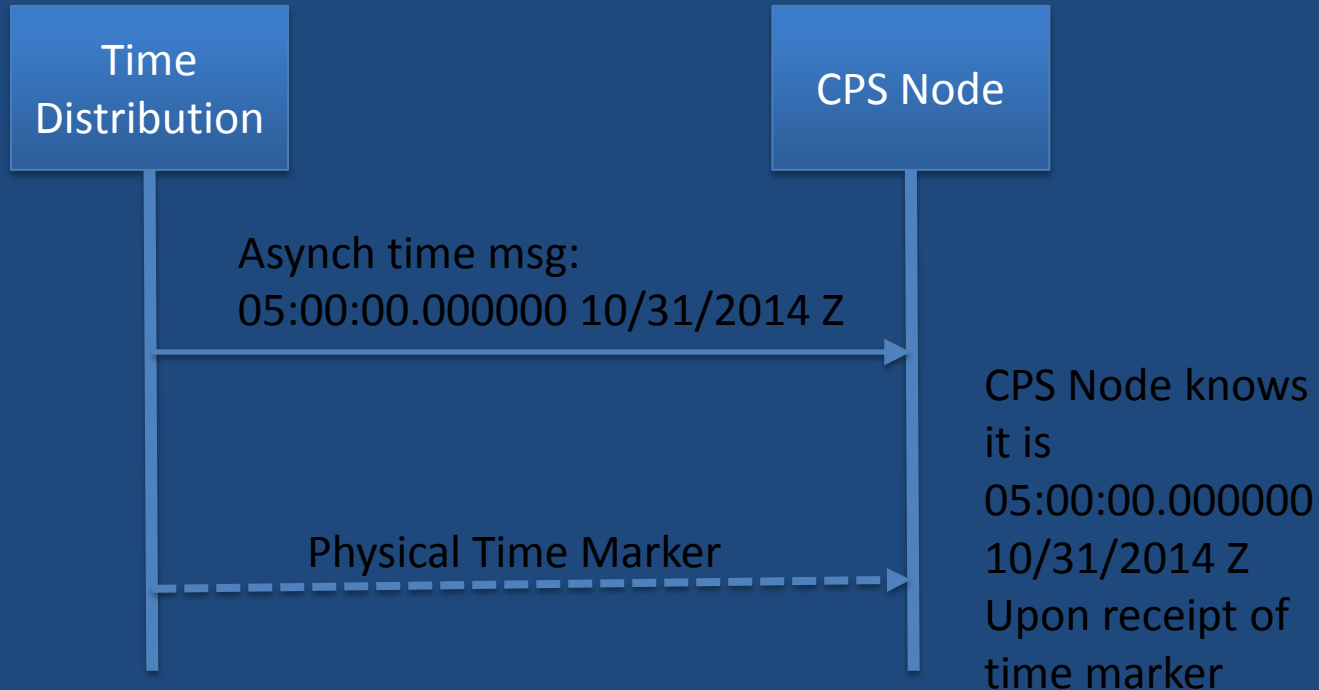 Time
Distribution
CPS Node
Asynch time msg:
05:00:00.000000 10/31/2014 Z
CPS Node knows
it is
05:00:00.000000
10/31/2014 Z
Upon receipt of
time marker
Physical Time Marker